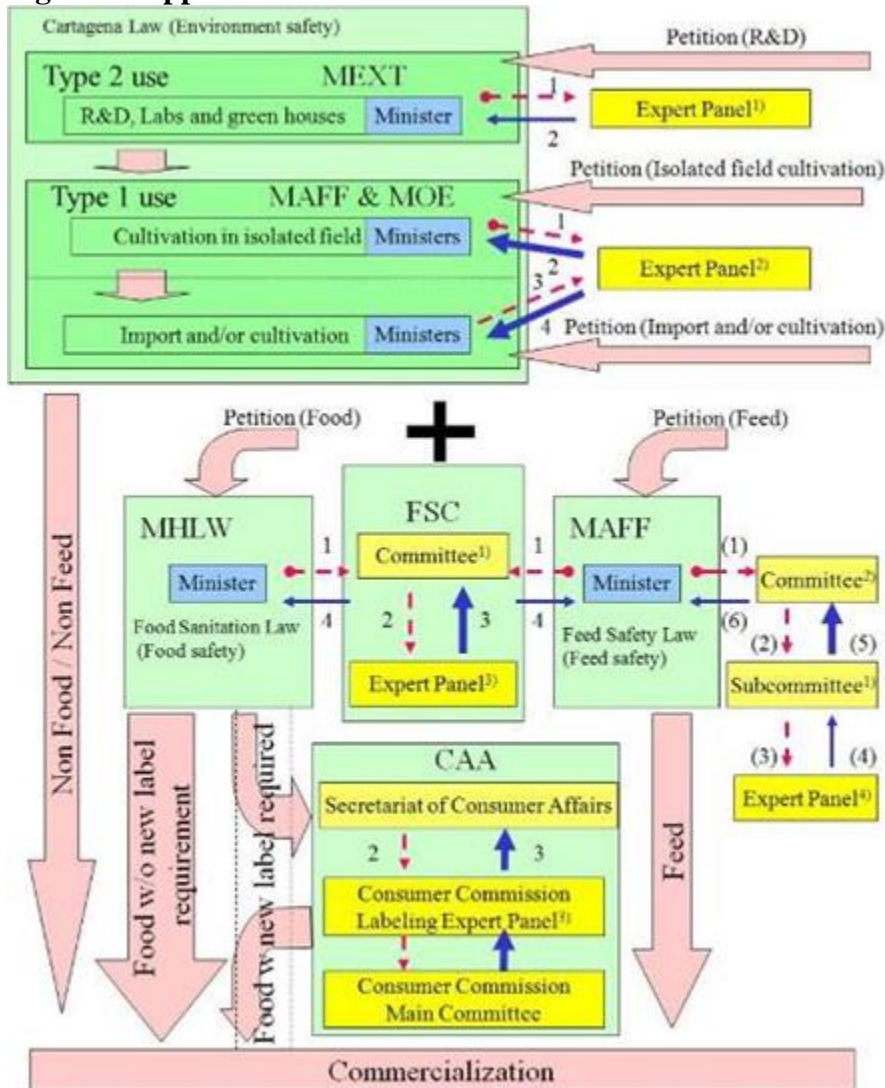 Cartagena Law (Environment safety)
Petition (R&D)
Type 2 use MEXT
1
R&D, Labs and green houses Minister
Expert Panel1)
2
Petition (Isolated field cultivation)
Type 1 use MAFF & MOE
1
Cultivation in isolated field Ministers
2
Expert Panel2)
3
Import and/or cultivation Ministers
4
Petition (Import and/or cultivation)
Petition (Food)
+
Petition (Feed)
MHLW
FSC
MAFF
1
Committee1)
1
(1)
Minister
Minister
Committee2)
4
2
3
4
(6)
Food Sanitation Law
(Food safety)
Feed Safety Law
(Feed safety)
(2)
(5)
Expert Panel3)
Subcommittee1)
(3)
(4)
Expert Panel4)
Non Food / Non Feed
Food w/o new label
requirement
Food w new label required
CAA
Secretariat of Consumer Affairs
2
3
Consumer Commission
Labeling Expert Panel3)
Consumer Commission
Main Committee
Feed
Commercialization